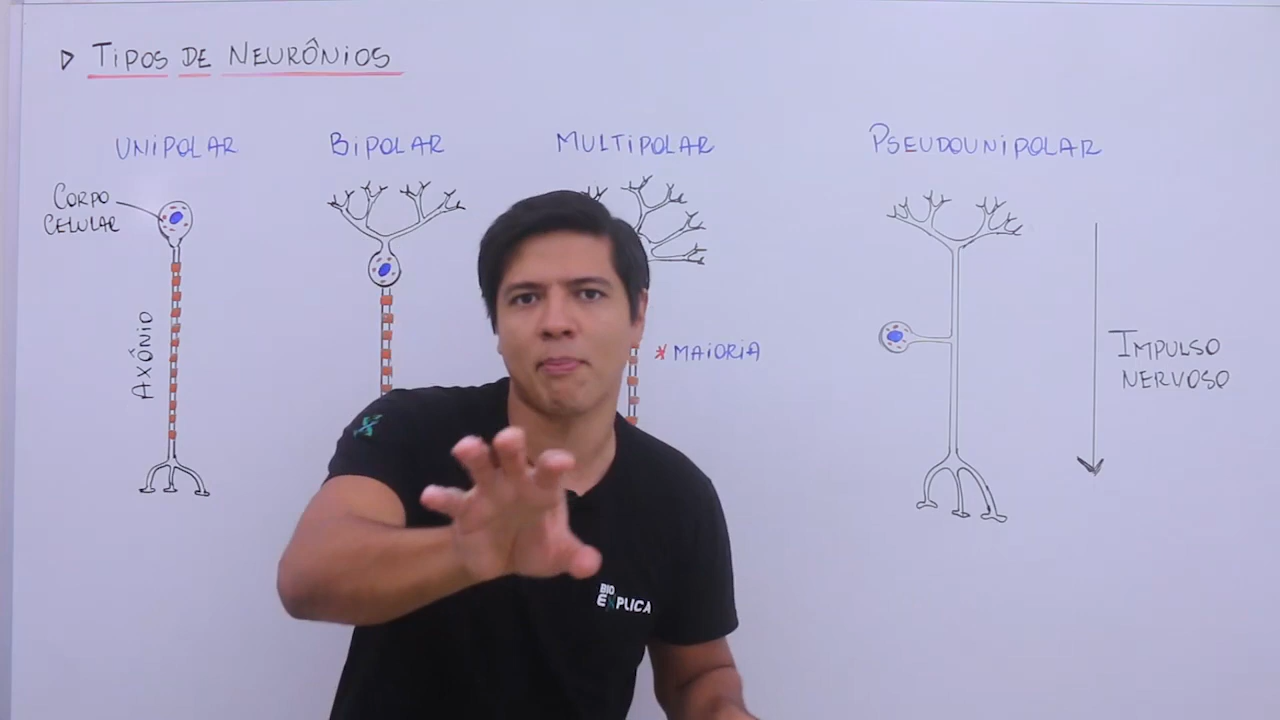 ▷ TIPOS DE NEURÔNIOS
UNIPOLAR
BIPOLAR
MULTIPOLAR
PSEUDOUNIPOLAR
CORPO
CELULAR
AXÔNIO
* MAIORIA
IMPULSO
NERVOSO
BIO
EXPLICA